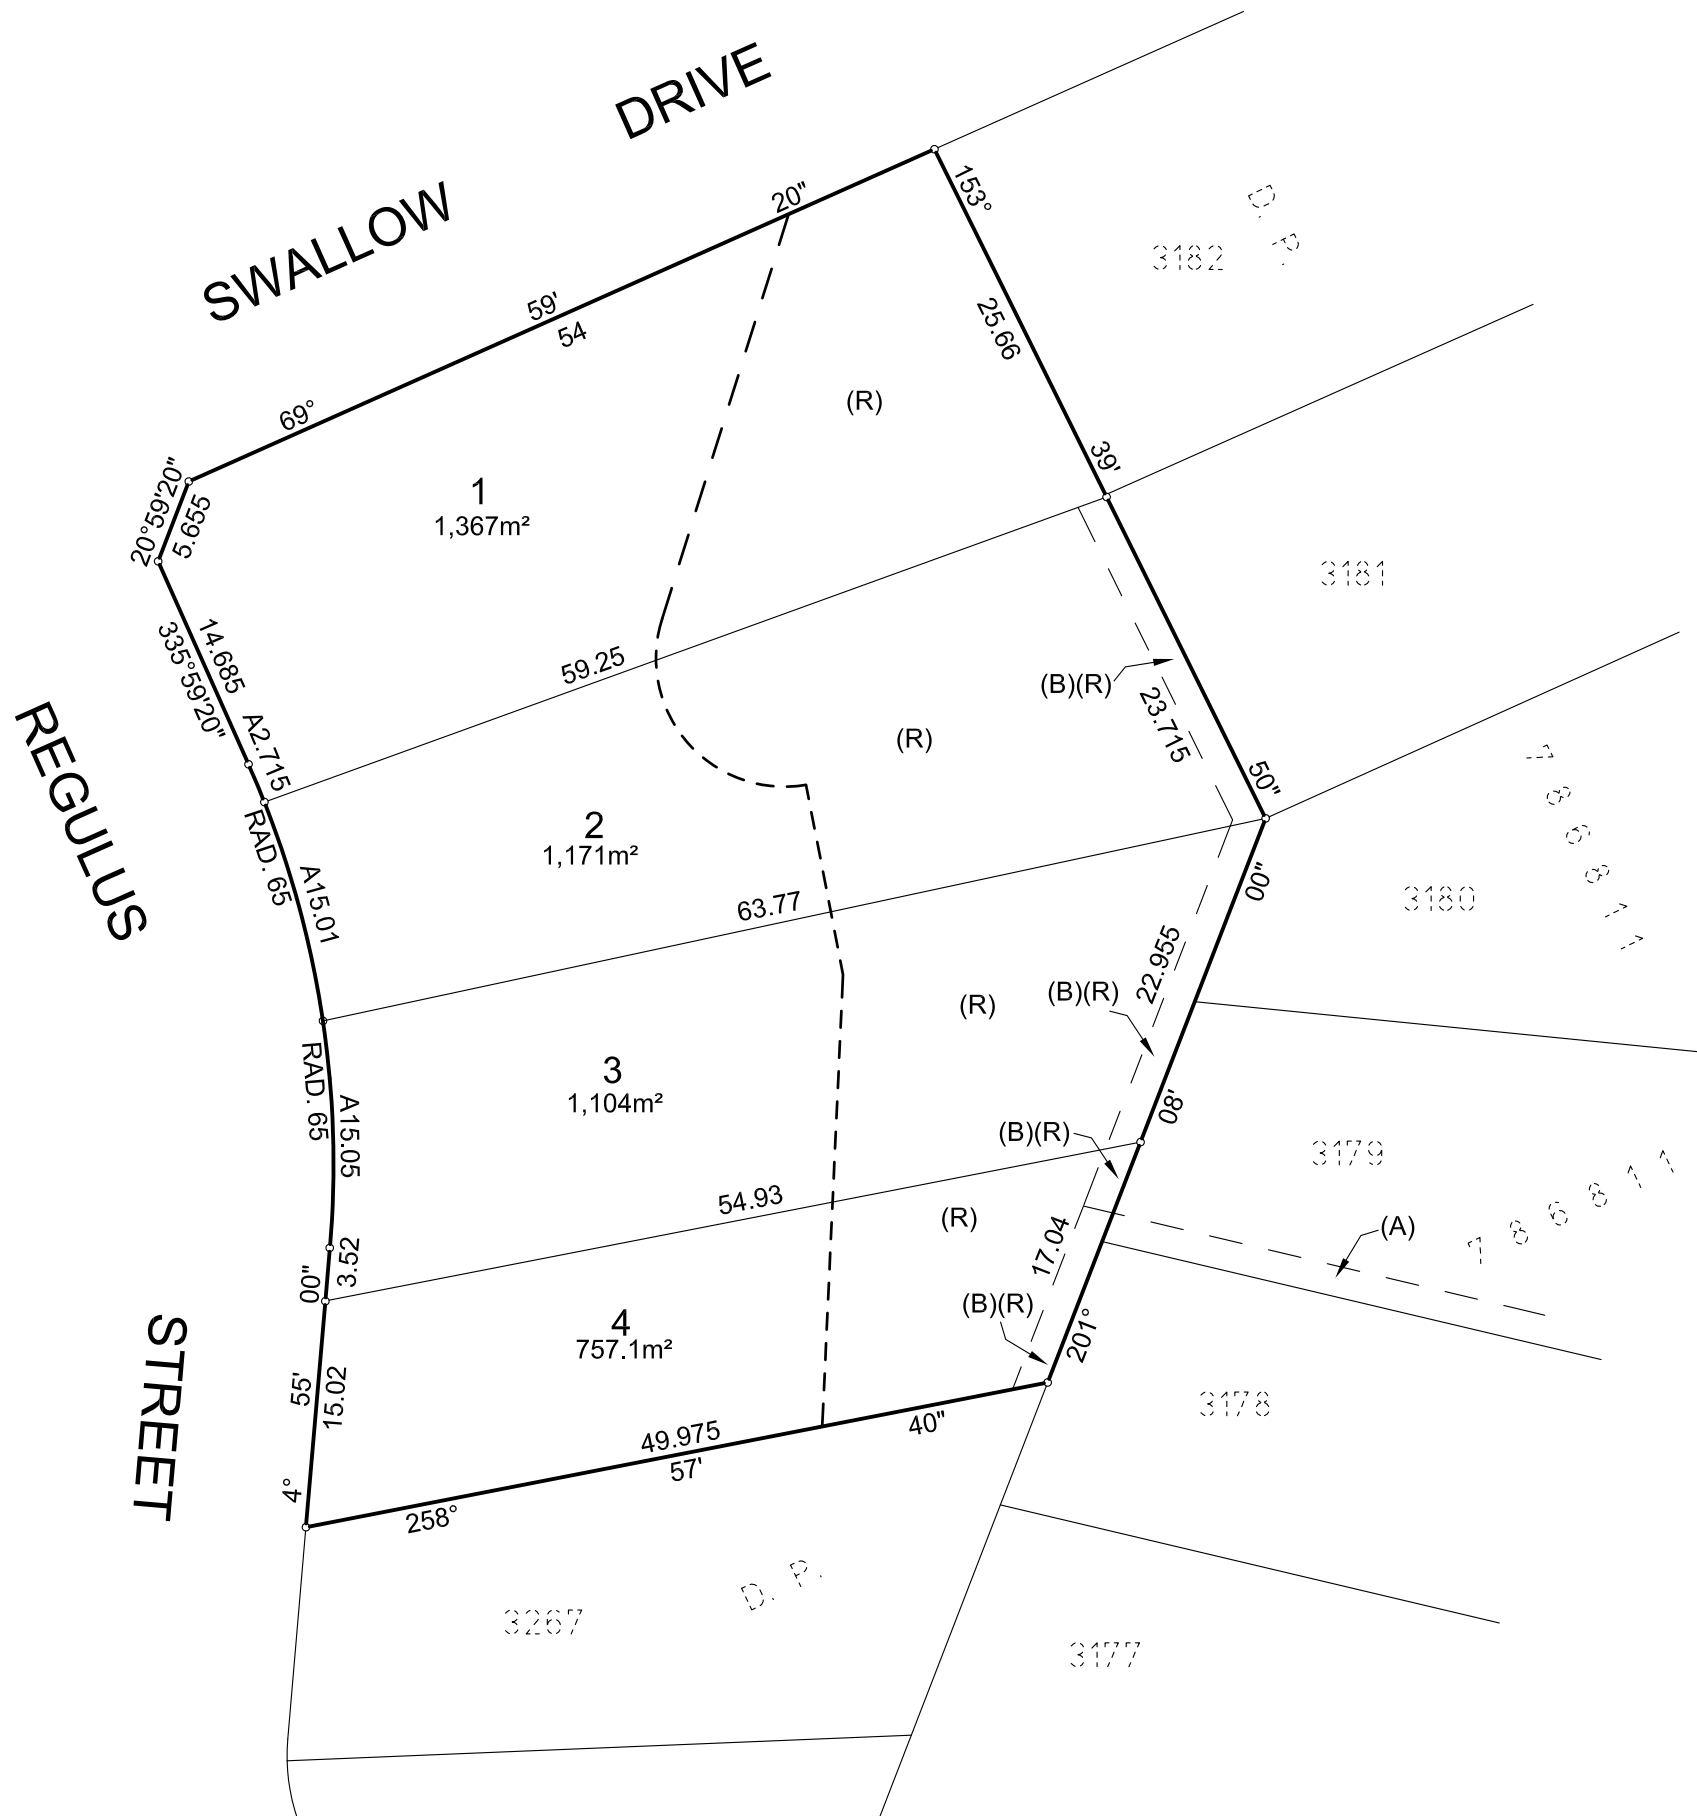 SWALLOW DRIVE
69° 59' 20"
54
153° 39' 50"
25.66
D. P.
3182
(R)
20°59'20"
5.655
1
1,367m²
335°59'20"
14.685
A2.715
59.25
3181
(B)(R)
23.715
(R)
REGULUS STREET
RAD. 65
A15.01
2
1,171m²
63.77
786811
3180
201° 08' 00"
22.955
(B)(R)
(R)
RAD. 65
A15.05
3
1,104m²
(B)(R)
3179
786811
54.93
(R)
17.04
(A)
3.52
4° 55' 00"
15.02
4
757.1m²
(B)(R)
3178
49.975
258° 57' 40"
D. P.
3267
3177